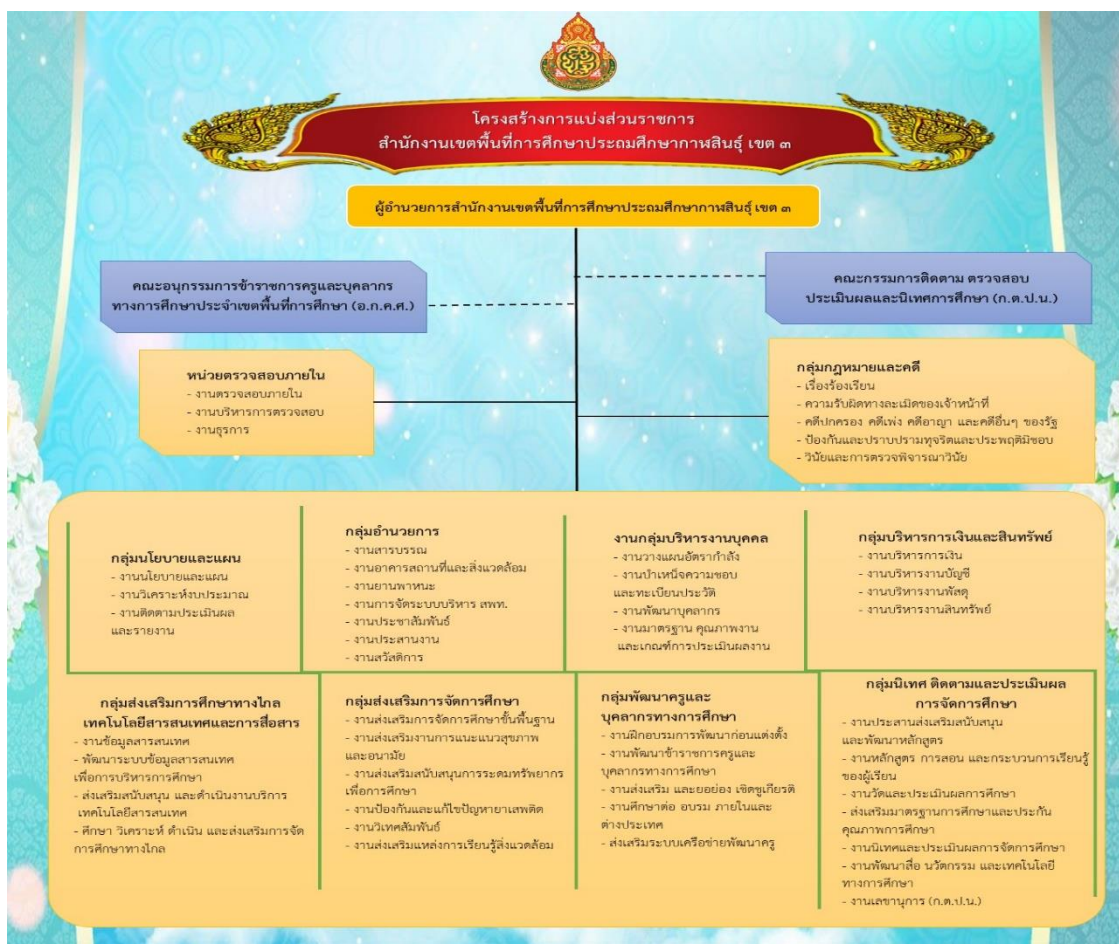 โครงสร้างการแบ่งส่วนราชการ
สำนักงานเขตพื้นที่การศึกษาประถมศึกษากาฬสินธุ์ เขต ๓
ผู้อำนวยการสำนักงานเขตพื้นที่การศึกษาประถมศึกษากาฬสินธุ์ เขต ๓
คณะอนุกรรมการข้าราชการครูและบุคลากร
ทางการศึกษาประจำเขตพื้นที่การศึกษา (อ.ก.ค.ศ.)
คณะกรรมการติดตาม ตรวจสอบ
ประเมินผลและนิเทศการศึกษา (ก.ต.ป.น.)
หน่วยตรวจสอบภายใน
- งานตรวจสอบภายใน
- งานบริหารการตรวจสอบ
- งานธุรการ
กลุ่มกฎหมายและคดี
- เรื่องร้องเรียน
- ความรับผิดทางละเมิดของเจ้าหน้าที่
- คดีปกครอง คดีแพ่ง คดีอาญา และคดีอื่นๆ ของรัฐ
- ป้องกันและปราบปรามทุจริตและประพฤติมิชอบ
- วินัยและการตรวจพิจารณาวินัย
กลุ่มนโยบายและแผน
- งานนโยบายและแผน
- งานวิเคราะห์งบประมาณ
- งานติดตามประเมินผล
และรายงาน
กลุ่มอำนวยการ
- งานสารบรรณ
- งานอาคารสถานที่และสิ่งแวดล้อม
- งานยานพาหนะ
- งานการจัดระบบบริหาร สพท.
- งานประชาสัมพันธ์
- งานประสานงาน
- งานสวัสดิการ
งานกลุ่มบริหารงานบุคคล
- งานวางแผนอัตรากำลัง
- งานบำเหน็จความชอบ
และทะเบียนประวัติ
- งานพัฒนาบุคลากร
- งานมาตรฐาน คุณภาพงาน
และเกณฑ์การประเมินผลงาน
กลุ่มบริหารการเงินและสินทรัพย์
- งานบริหารการเงิน
- งานบริหารงานบัญชี
- งานบริหารงานพัสดุ
- งานบริหารงานสินทรัพย์
กลุ่มส่งเสริมการศึกษาทางไกล
เทคโนโลยีสารสนเทศและการสื่อสาร
- งานข้อมูลสารสนเทศ
- พัฒนาระบบข้อมูลสารสนเทศ
เพื่อการบริหารการศึกษา
- ส่งเสริมสนับสนุน และดำเนินงานบริการ
เทคโนโลยีสารสนเทศ
- ศึกษา วิเคราะห์ ดำเนิน และส่งเสริมการจัด
การศึกษาทางไกล
กลุ่มส่งเสริมการจัดการศึกษา
- งานส่งเสริมการจัดการศึกษาขั้นพื้นฐาน
- งานส่งเสริมงานการแนะแนวสุขภาพ
และอนามัย
- งานส่งเสริมสนับสนุนการระดมทรัพยากร
เพื่อการศึกษา
- งานป้องกันและแก้ไขปัญหายาเสพติด
- งานวิเทศสัมพันธ์
- งานส่งเสริมแหล่งการเรียนรู้สิ่งแวดล้อม
กลุ่มพัฒนาครูและ
บุคลากรทางการศึกษา
- งานฝึกอบรมการพัฒนาก่อนแต่งตั้ง
- งานพัฒนาข้าราชการครูและ
บุคลากรทางการศึกษา
- งานส่งเสริม และยอย่อง เชิดชูเกียรติ
- งานศึกษาต่อ อบรม ภายในและ
ต่างประเทศ
- ส่งเสริมระบบเครือข่ายพัฒนาครู
กลุ่มนิเทศ ติดตามและประเมินผล
การจัดการศึกษา
- งานประสานส่งเสริมสนับสนุน
และพัฒนาหลักสูตร
- งานหลักสูตร การสอน และกระบวนการเรียนรู้
ของผู้เรียน
- งานวัดและประเมินผลการศึกษา
- ส่งเสริมมาตรฐานการศึกษาและประกัน
คุณภาพการศึกษา
- งานนิเทศและประเมินผลการจัดการศึกษา
- งานพัฒนาสื่อ นวัตกรรม และเทคโนโลยี
ทางการศึกษา
- งานเลขานุการ (ก.ต.ป.น.)